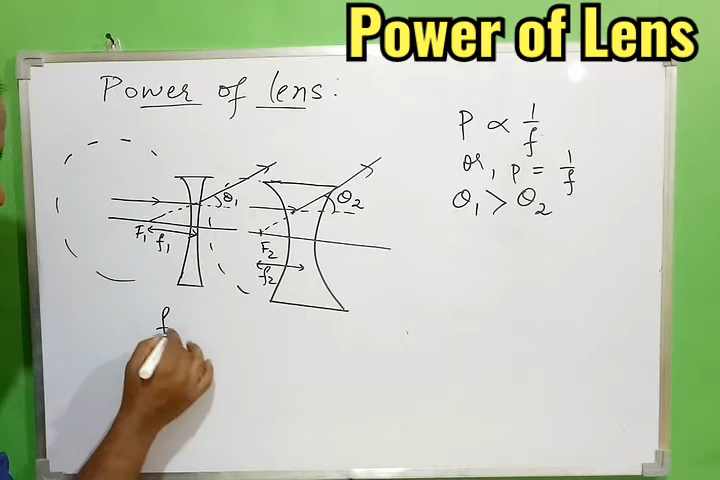 Power of Lens
Power of lens:
P ∝ 1/f
or, P = 1/f
θ₁ > θ₂
θ₁
θ₂
F₁
f₁
F₂
f₂
f